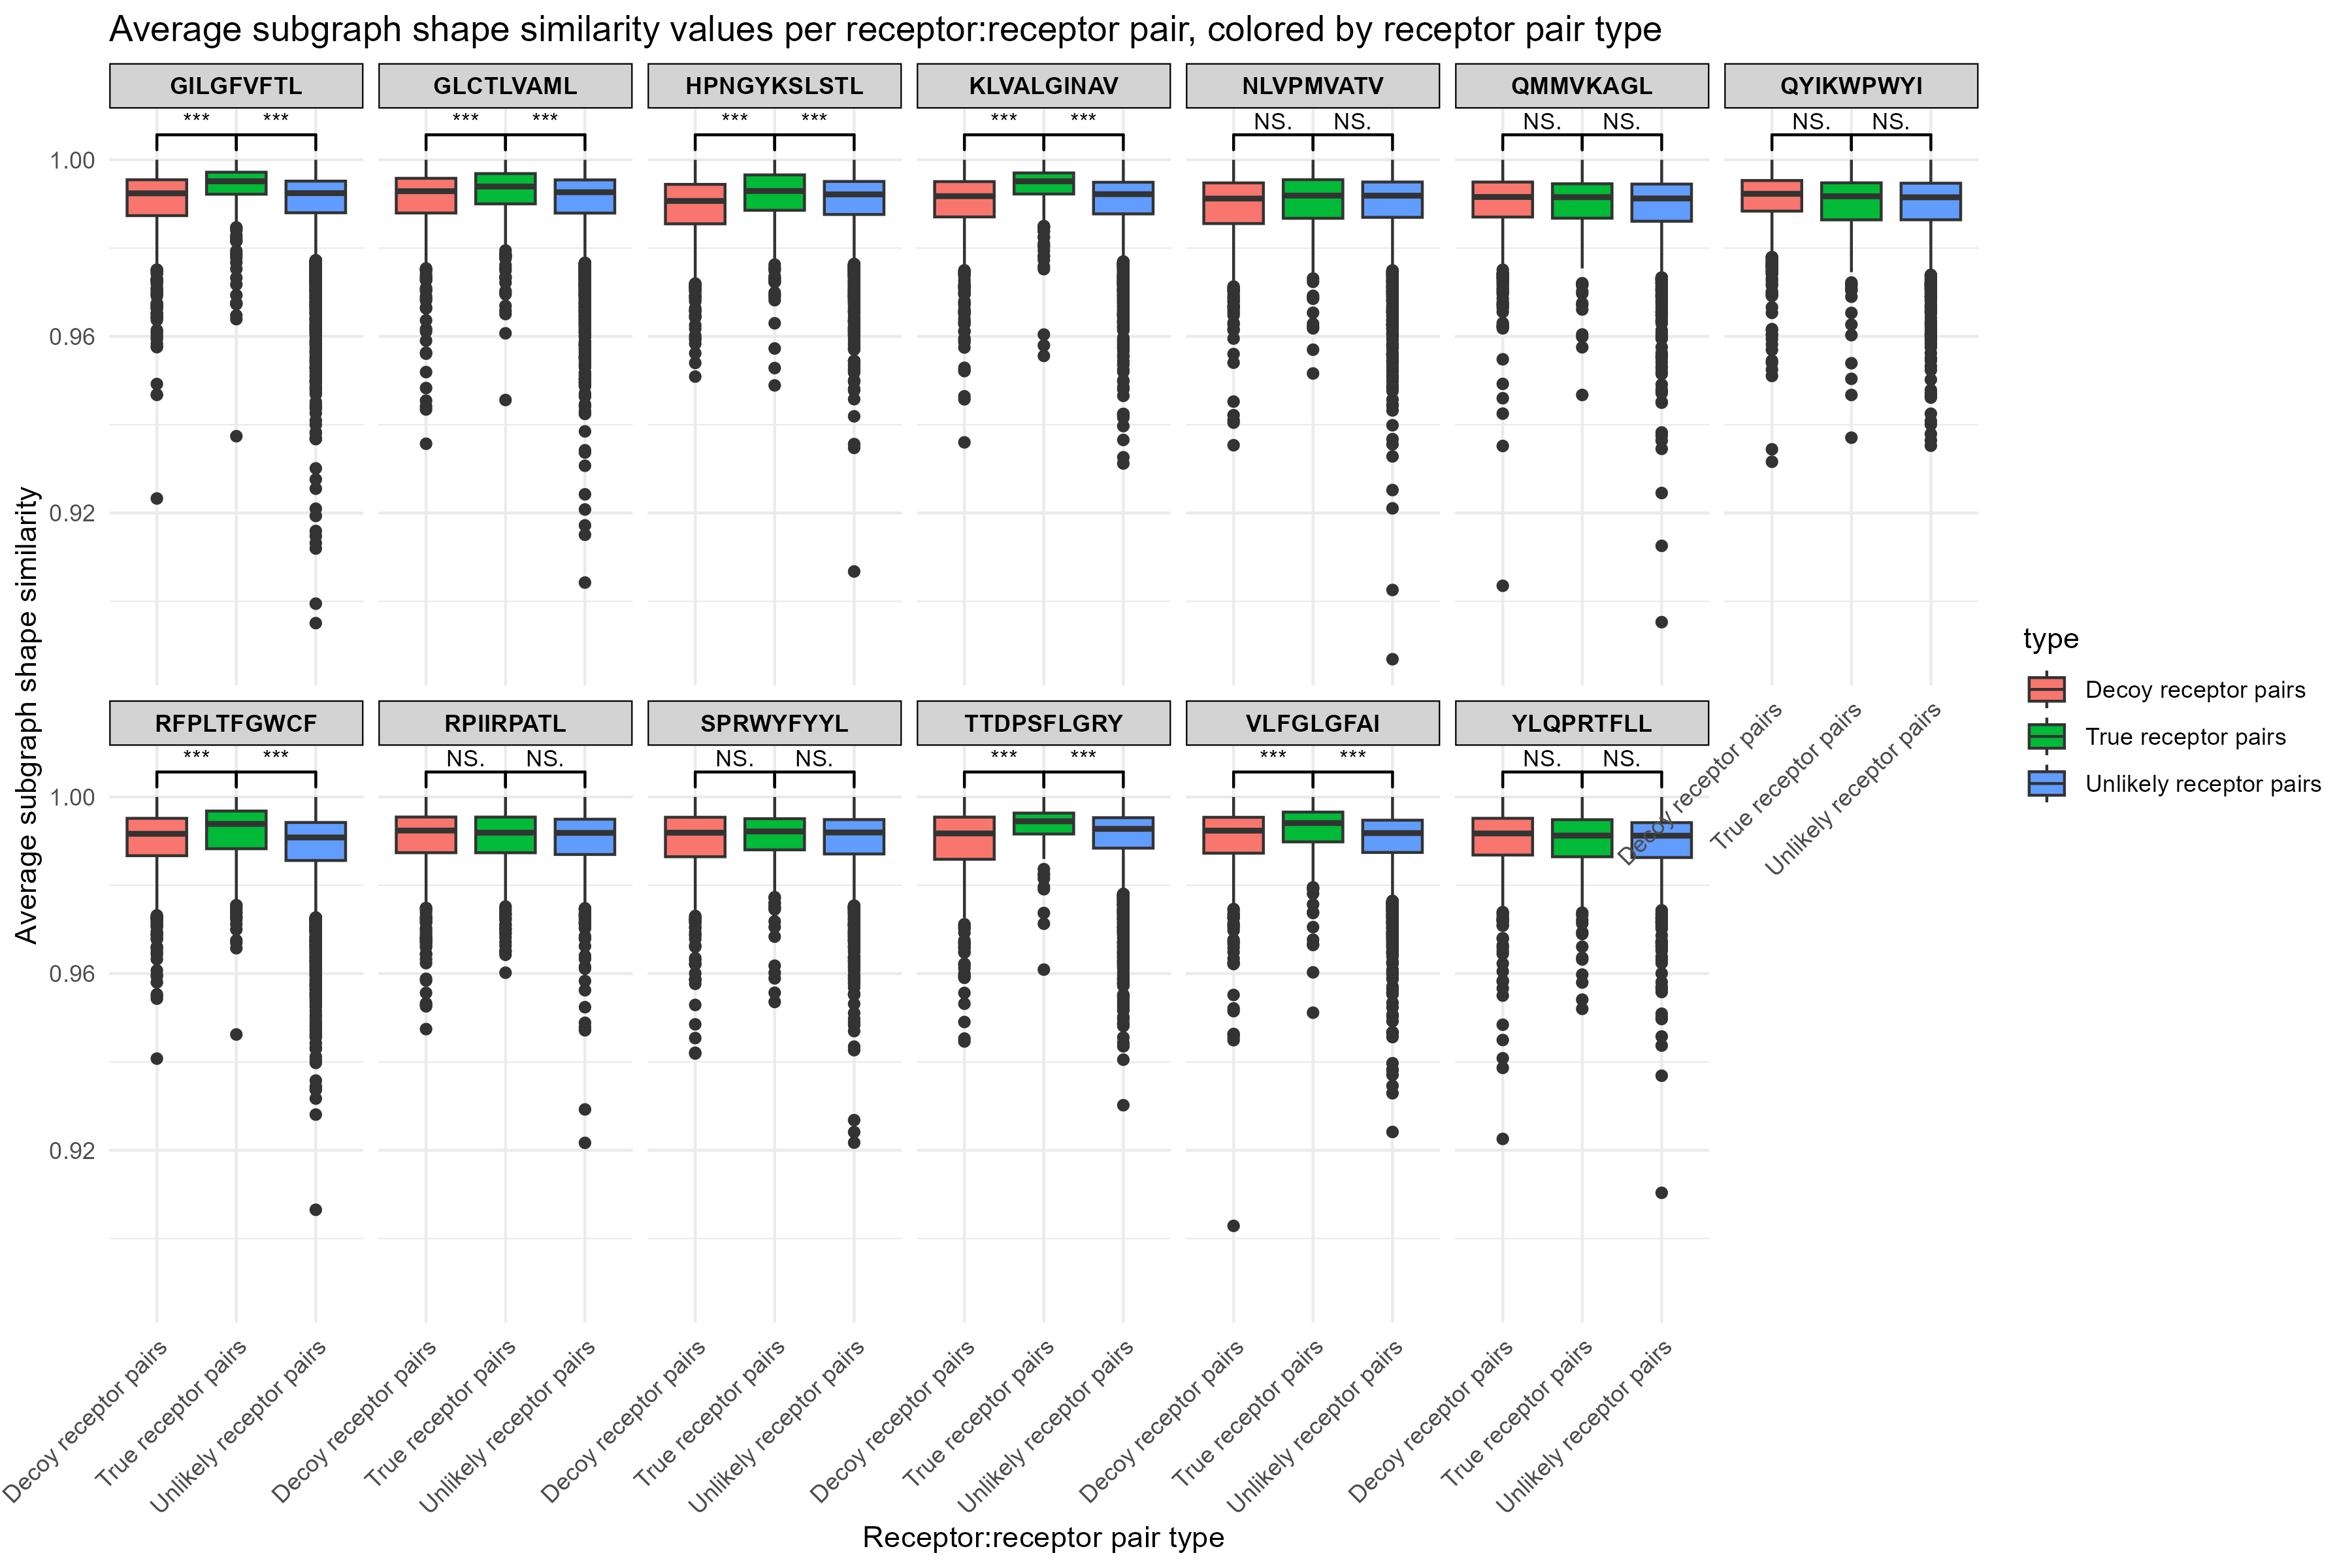 Average subgraph shape similarity values per receptor:receptor pair, colored by receptor pair type
GILGFVFTL GLCTLVAML HPNGYKSLSTL KLVALGINAV NLVPMVATV QMMVKAGL QYIKWPWYI
*** *** *** *** *** *** *** *** NS. NS. NS. NS. NS. NS.
1.00
0.96
0.92
Average subgraph shape similarity
type
Decoy receptor pairs
True receptor pairs
Unlikely receptor pairs
Decoy receptor pairs
True receptor pairs
Unlikely receptor pairs
RFPLTFGWCF RPIIRPATL SPRWYFYYL TTDPSFLGRY VLFGLGFAI YLQPRTFLL
*** *** NS. NS. NS. NS. *** *** *** *** NS. NS.
1.00
0.96
0.92
Decoy receptor pairs
True receptor pairs
Unlikely receptor pairs
Decoy receptor pairs
True receptor pairs
Unlikely receptor pairs
Decoy receptor pairs
True receptor pairs
Unlikely receptor pairs
Decoy receptor pairs
True receptor pairs
Unlikely receptor pairs
Decoy receptor pairs
True receptor pairs
Unlikely receptor pairs
Decoy receptor pairs
True receptor pairs
Unlikely receptor pairs
Receptor:receptor pair type